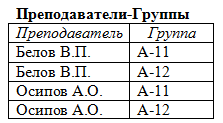 Преподаватели-Группы
Преподаватель Группа
Белов В.П. А-11
Белов В.П. А-12
Осипов А.О. А-11
Осипов А.О. А-12